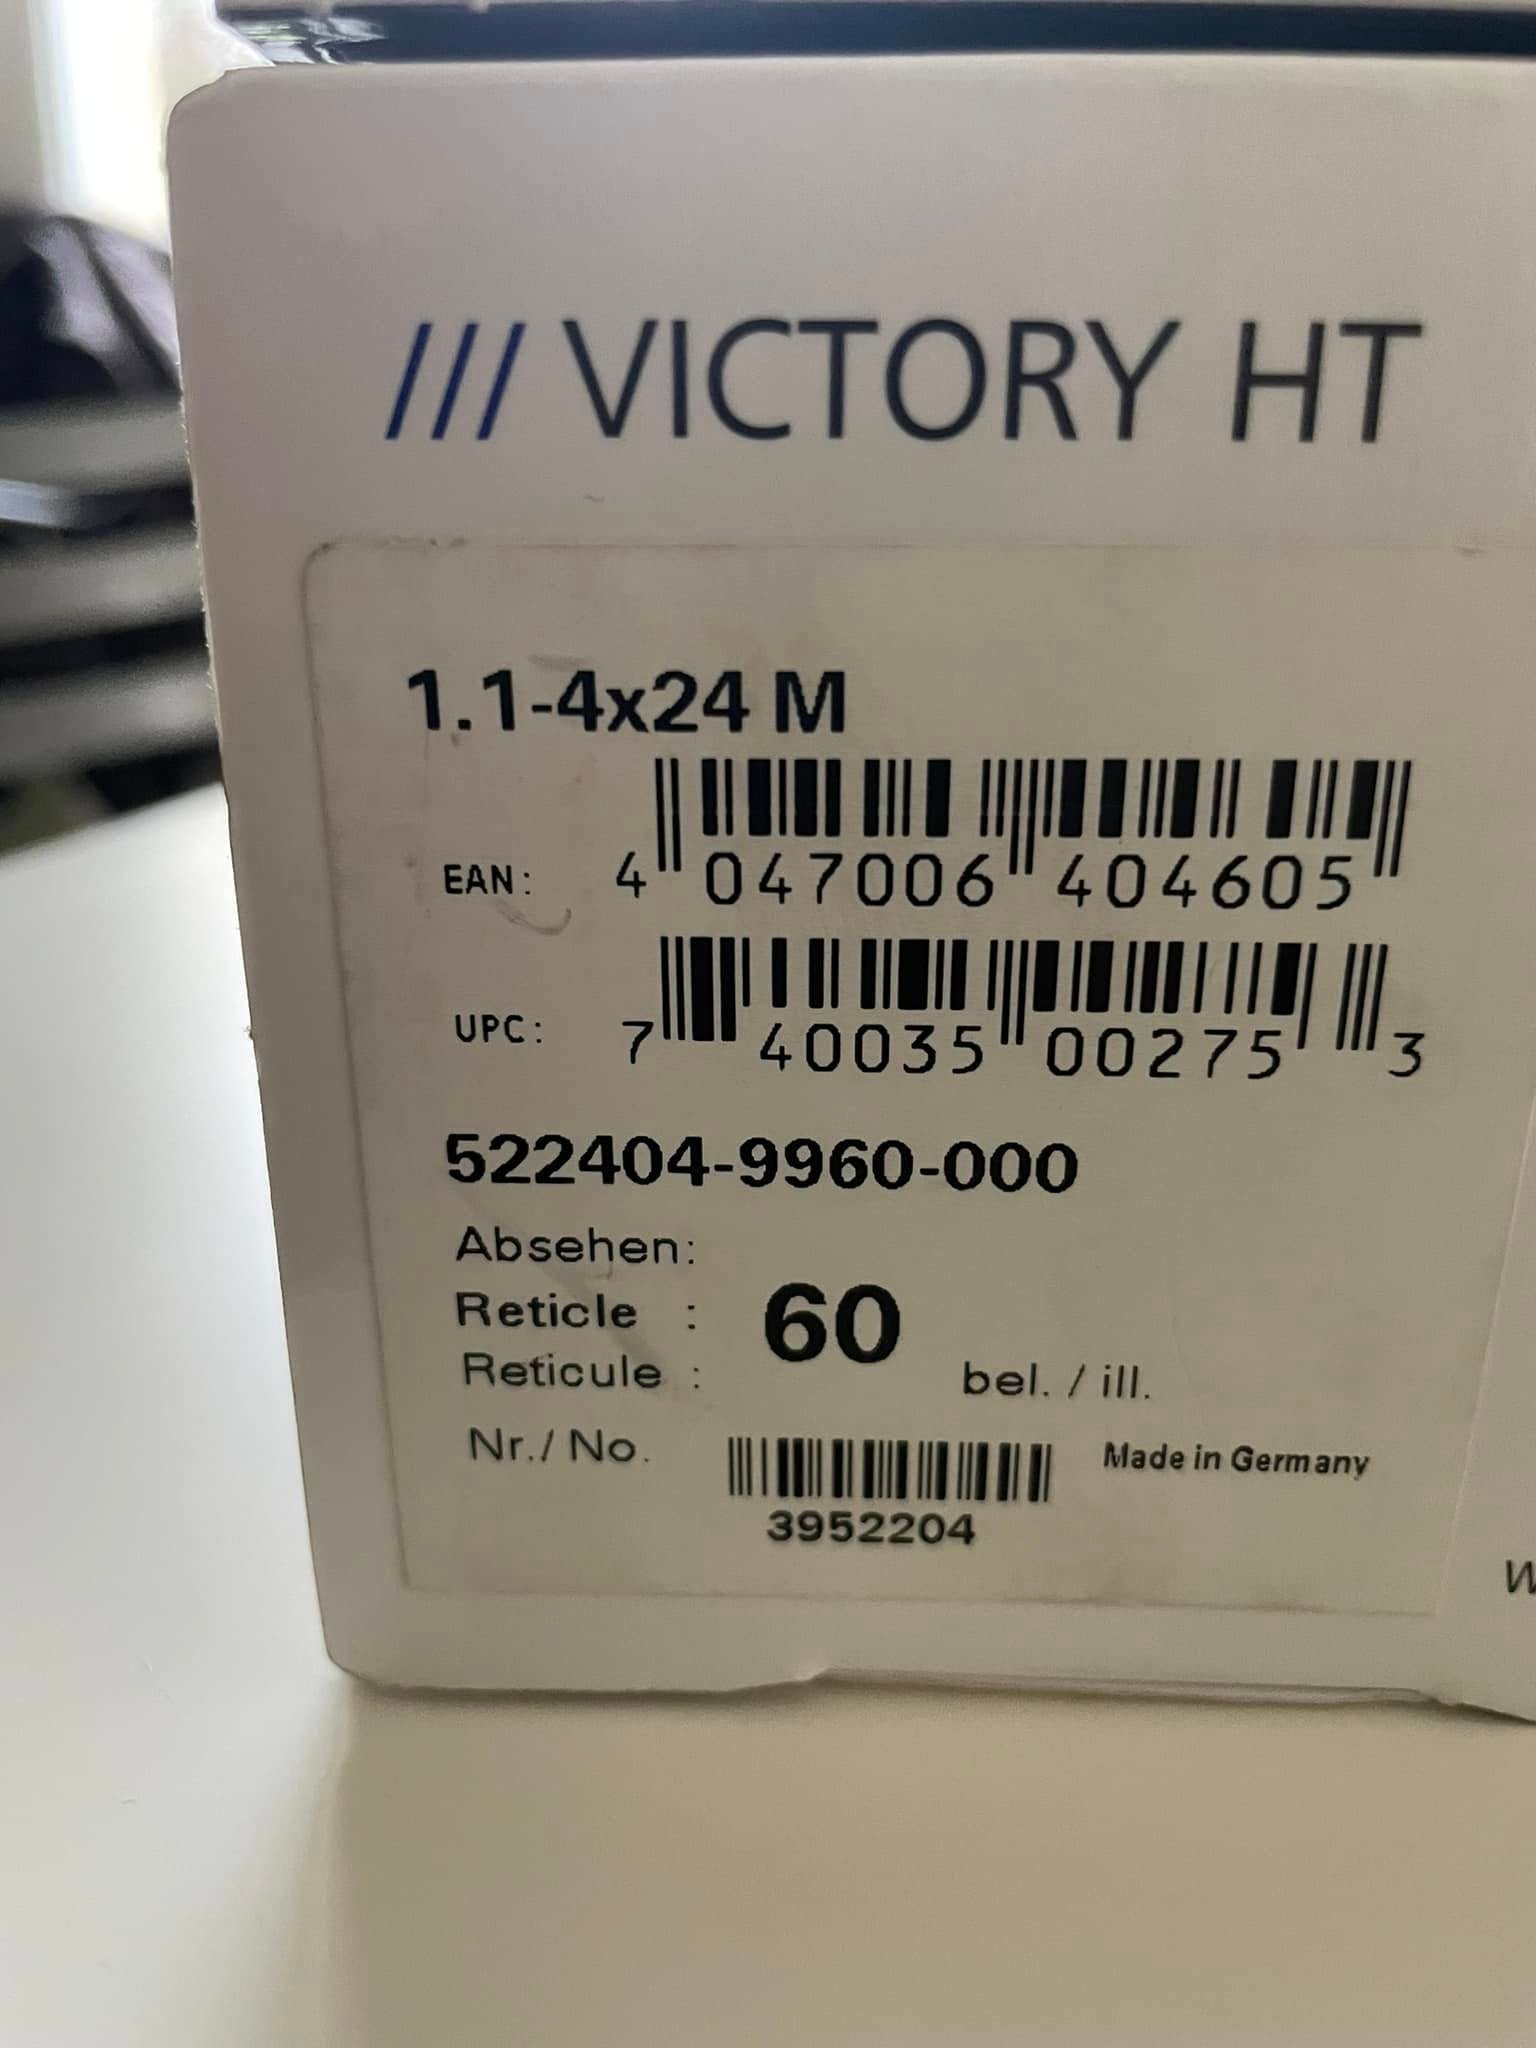 /// VICTORY HT
1.1-4x24 M
EAN: 4 047006 404605
UPC: 7 40035 00275 3
522404-9960-000
Absehen:
Reticle : 60
Reticule : bel. / ill.
Nr./ No. Made in Germany
3952204